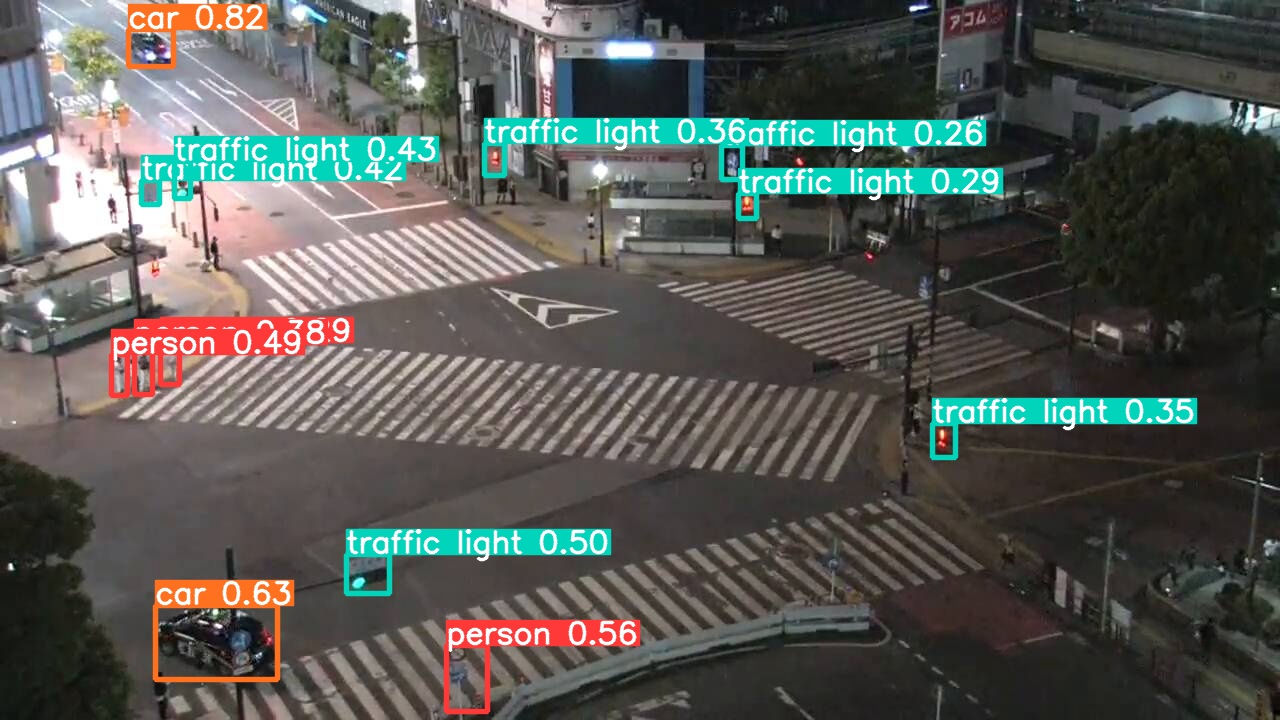 car 0.82
AMERICAN EAGLE
アコム
traffic light 0.36
affic light 0.26
traffic light 0.43
traffic light 0.42
traffic light 0.29
person 0.49
traffic light 0.35
traffic light 0.50
car 0.63
person 0.56